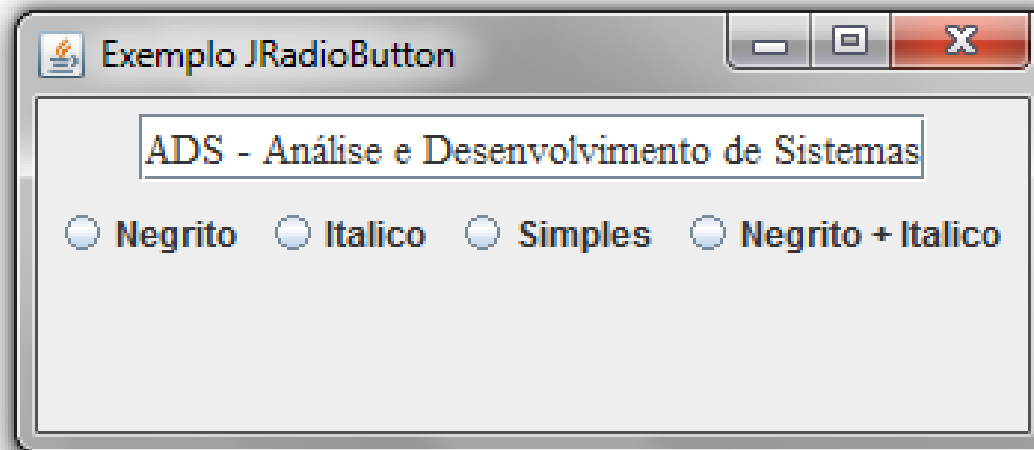 Exemplo JRadioButton
ADS - Análise e Desenvolvimento de Sistemas
Negrito Italico Simples Negrito + Italico